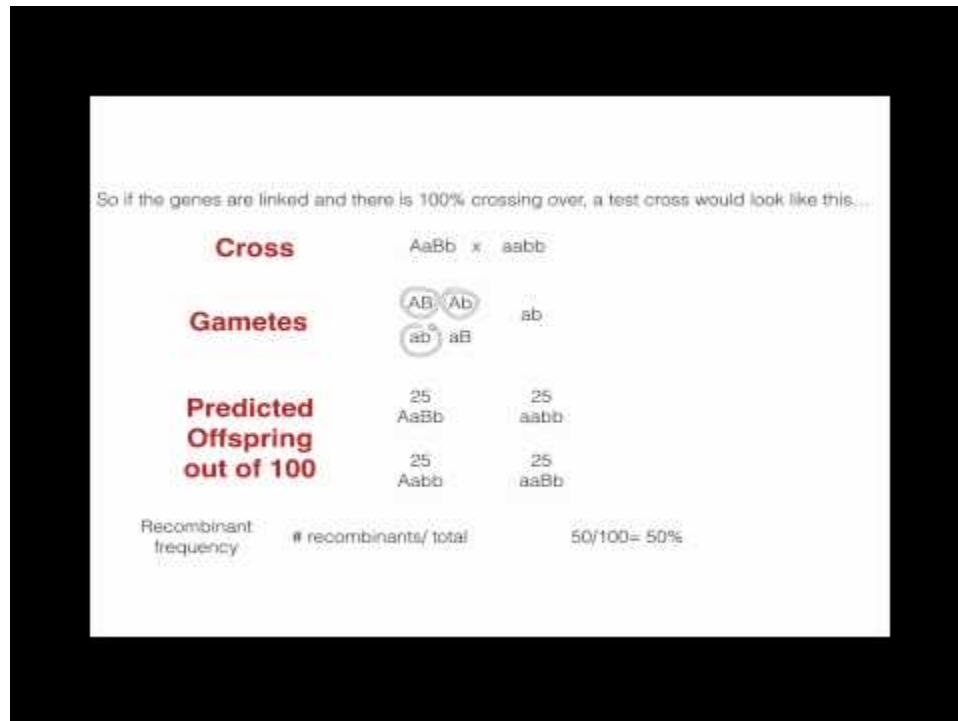 So if the genes are linked and there is 100% crossing over, a test cross would look like this...
Cross AaBb x aabb
Gametes AB Ab ab
ab aB
Predicted Offspring out of 100
25 25
AaBb aabb
25 25
Aabb aaBb
Recombinant frequency # recombinants/ total 50/100= 50%